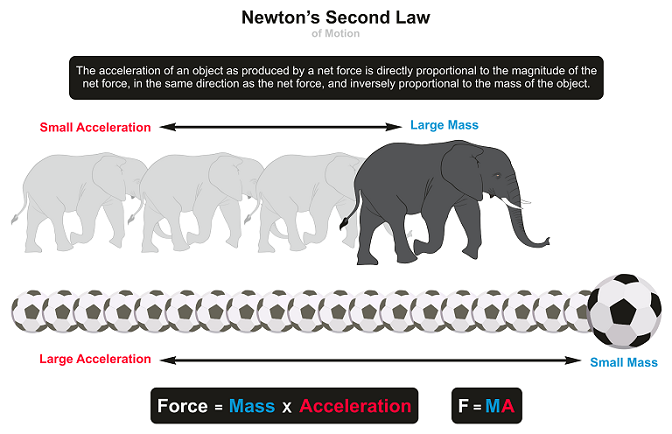 Newton's Second Law
of Motion
The acceleration of an object as produced by a net force is directly proportional to the magnitude of the
net force, in the same direction as the net force, and inversely proportional to the mass of the object.
Small Acceleration
Large Mass
Large Acceleration
Small Mass
Force = Mass x Acceleration
F = MA